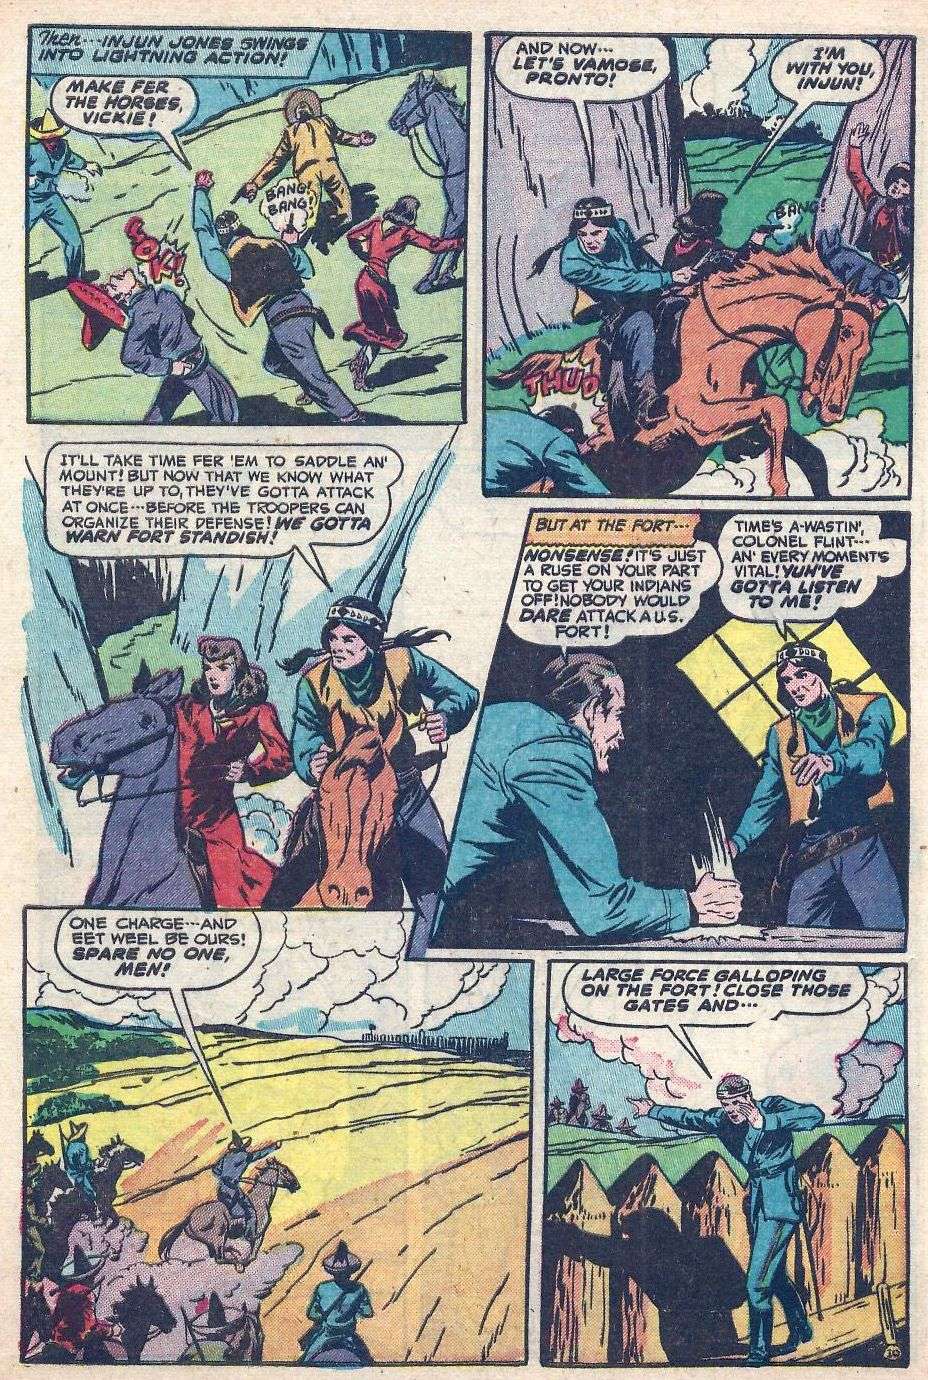 Then---INJUN JONES SWINGS
INTO LIGHTNING ACTION!
MAKE FER
THE HORSES,
VICKIE!
BANG!
BANG!
SOK!
AND NOW---
LET'S VAMOSE,
PRONTO!
I'M
WITH YOU,
INJUN!
BANG!
THUD
IT'LL TAKE TIME FER 'EM TO SADDLE AN'
MOUNT! BUT NOW THAT WE KNOW WHAT
THEY'RE UP TO, THEY'VE GOTTA ATTACK
AT ONCE---BEFORE THE TROOPERS CAN
ORGANIZE THEIR DEFENSE! WE GOTTA
WARN FORT STANDISH!
BUT AT THE FORT---
NONSENSE! IT'S JUST
A RUSE ON YOUR PART
TO GET YOUR INDIANS
OFF! NOBODY WOULD
DARE ATTACK A U.S.
FORT!
TIME'S A-WASTIN',
COLONEL FLINT---
AN' EVERY MOMENT'S
VITAL! YUH'VE
GOTTA LISTEN
TO ME!
ONE CHARGE---AND
EET WEEL BE OURS!
SPARE NO ONE,
MEN!
LARGE FORCE GALLOPING
ON THE FORT! CLOSE THOSE
GATES AND---